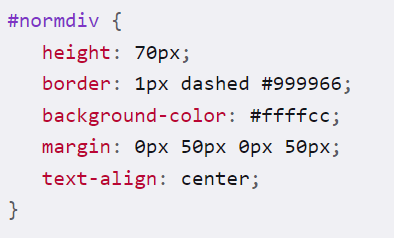 #normdiv {
   height: 70px;
   border: 1px dashed #999966;
   background-color: #ffffcc;
   margin: 0px 50px 0px 50px;
   text-align: center;
}